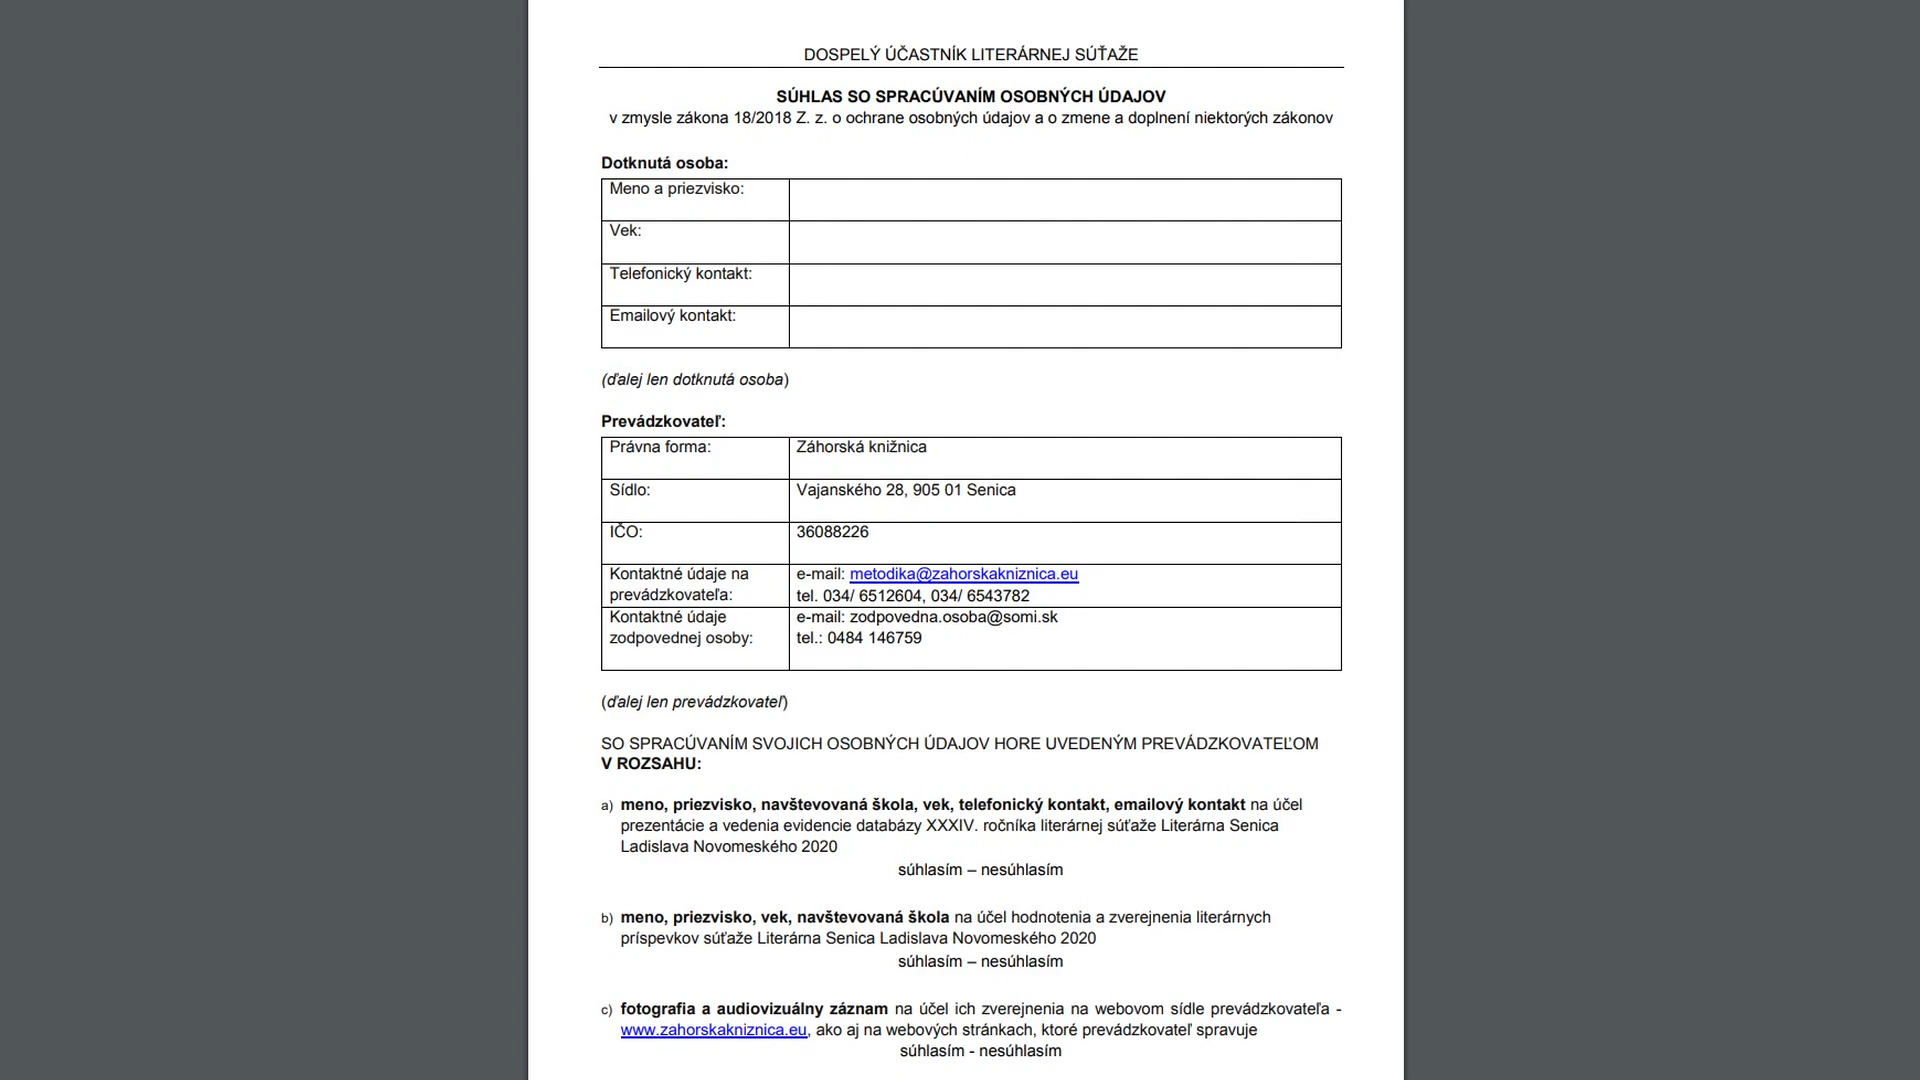 DOSPELÝ ÚČASTNÍK LITERÁRNEJ SÚŤAŽE
SÚHLAS SO SPRACÚVANÍM OSOBNÝCH ÚDAJOV
v zmysle zákona 18/2018 Z. z. o ochrane osobných údajov a o zmene a doplnení niektorých zákonov
Dotknutá osoba:
Meno a priezvisko:
Vek:
Telefonický kontakt:
Emailový kontakt:
(ďalej len dotknutá osoba)
Prevádzkovateľ:
Právna forma: Záhorská knižnica
Sídlo: Vajanského 28, 905 01 Senica
IČO: 36088226
Kontaktné údaje na e-mail: metodika@zahorskakniznica.eu
prevádzkovateľa: tel. 034/ 6512604, 034/ 6543782
Kontaktné údaje e-mail: zodpovedna.osoba@somi.sk
zodpovednej osoby: tel.: 0484 146759
(ďalej len prevádzkovateľ)
SO SPRACÚVANÍM SVOJICH OSOBNÝCH ÚDAJOV HORE UVEDENÝM PREVÁDZKOVATEĽOM
V ROZSAHU:
a) meno, priezvisko, navštevovaná škola, vek, telefonický kontakt, emailový kontakt na účel
prezentácie a vedenia evidencie databázy XXXIV. ročníka literárnej súťaže Literárna Senica
Ladislava Novomeského 2020
súhlasím – nesúhlasím
b) meno, priezvisko, vek, navštevovaná škola na účel hodnotenia a zverejnenia literárnych
príspevkov súťaže Literárna Senica Ladislava Novomeského 2020
súhlasím – nesúhlasím
c) fotografia a audiovizuálny záznam na účel ich zverejnenia na webovom sídle prevádzkovateľa -
www.zahorskakniznica.eu, ako aj na webových stránkach, ktoré prevádzkovateľ spravuje
súhlasím - nesúhlasím